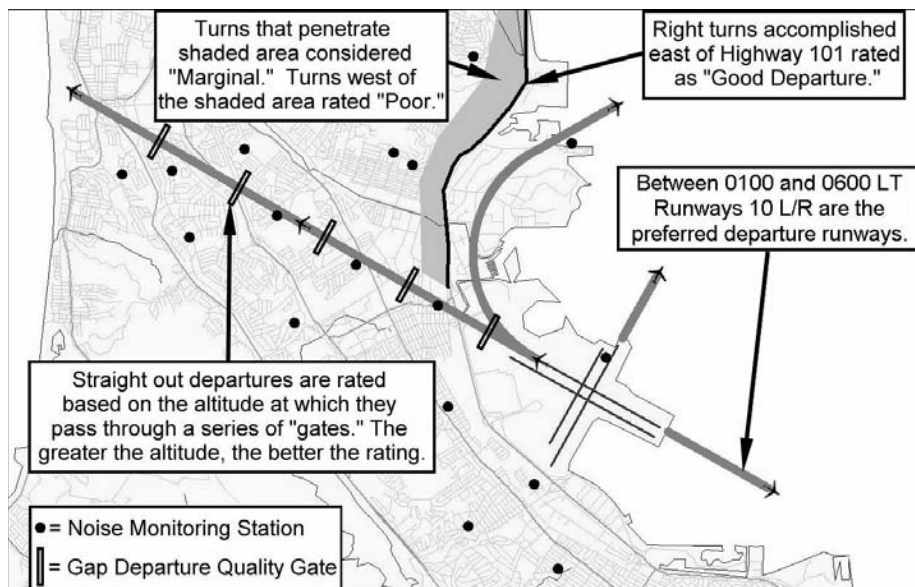 Turns that penetrate
shaded area considered
"Marginal." Turns west of
the shaded area rated "Poor."
Right turns accomplished
east of Highway 101 rated
as "Good Departure."
Between 0100 and 0600 LT
Runways 10 L/R are the
preferred departure runways.
Straight out departures are rated
based on the altitude at which they
pass through a series of "gates." The
greater the altitude, the better the rating.
= Noise Monitoring Station
= Gap Departure Quality Gate